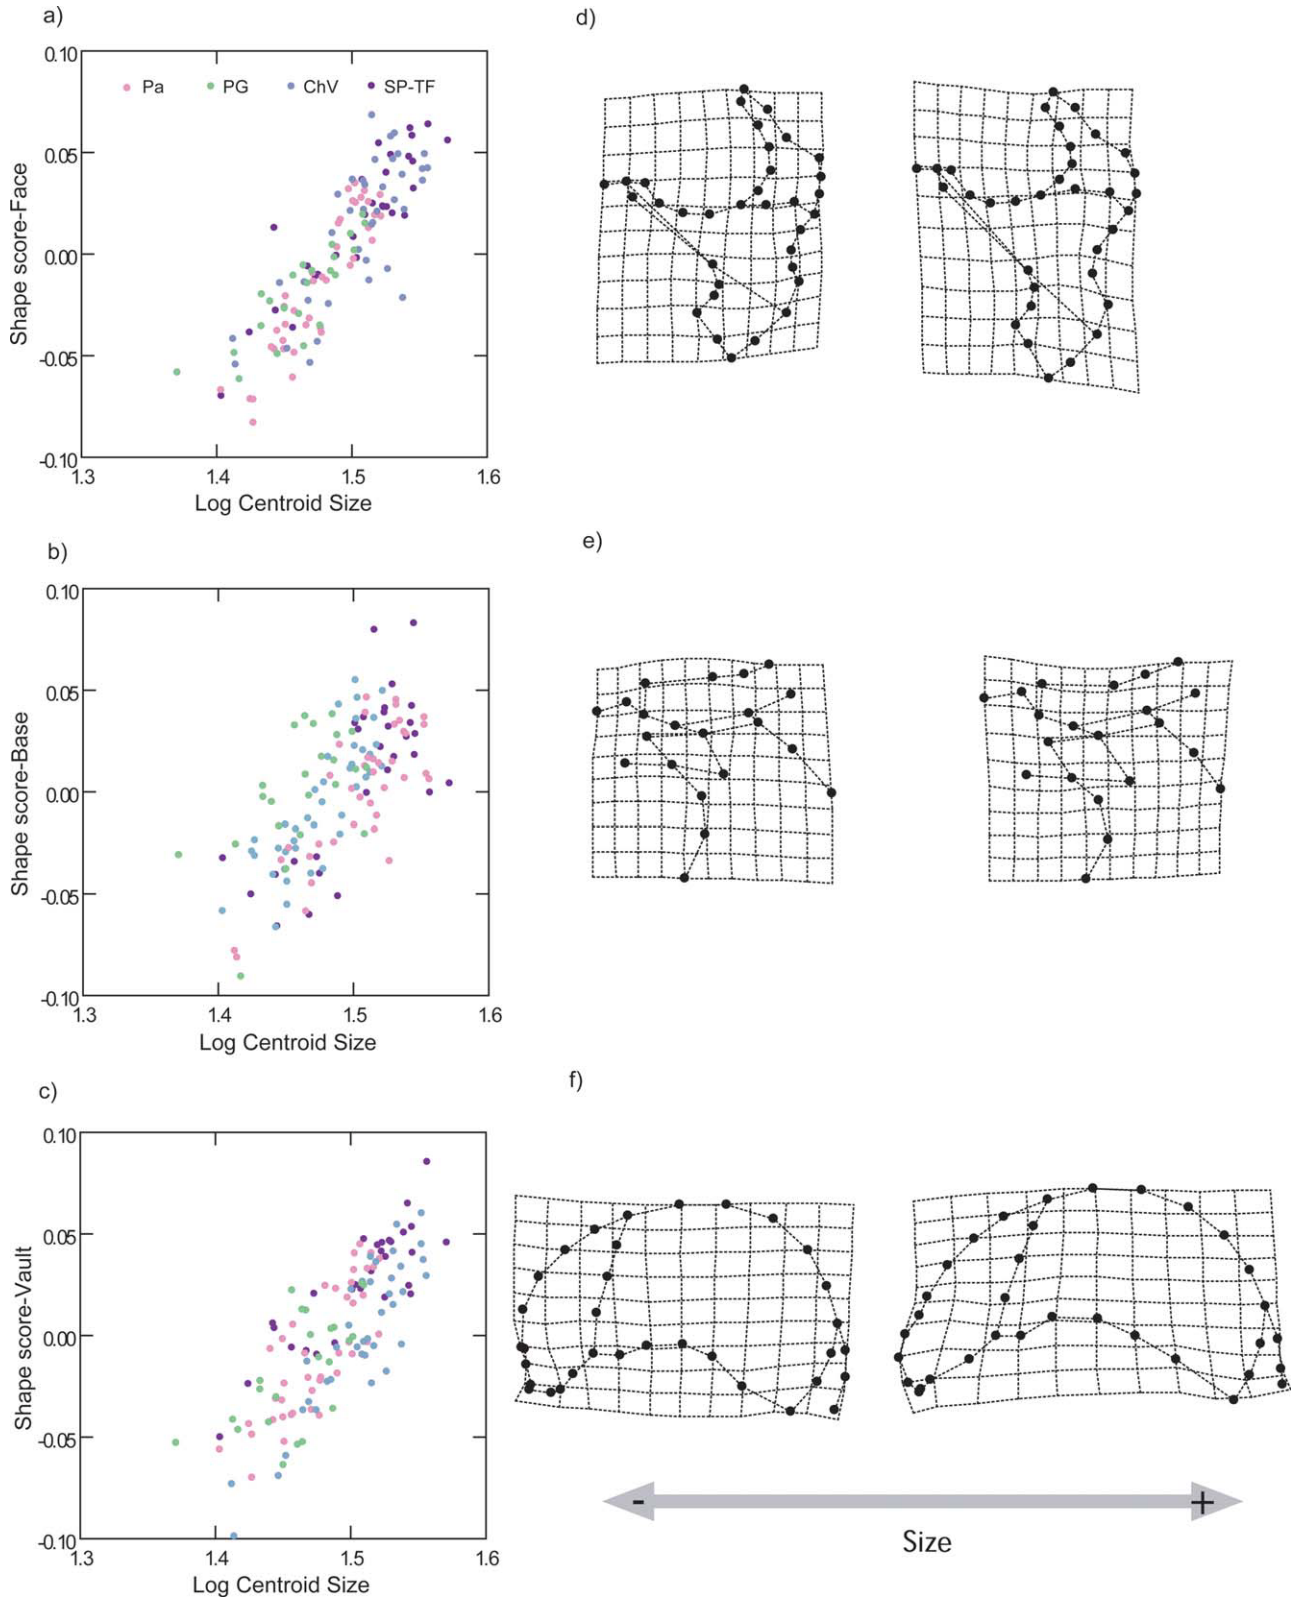 a)
d)
0.10
Pa PG ChV SP-TF
0.05
Shape score-Face
0.00
-0.05
-0.10
1.3 1.4 1.5 1.6
Log Centroid Size
b)
e)
0.10
0.05
Shape score-Base
0.00
-0.05
-0.10
1.3 1.4 1.5 1.6
Log Centroid Size
c)
f)
0.10
0.05
Shape score-Vault
0.00
-0.05
-0.10
1.3 1.4 1.5 1.6
Log Centroid Size
- +
Size